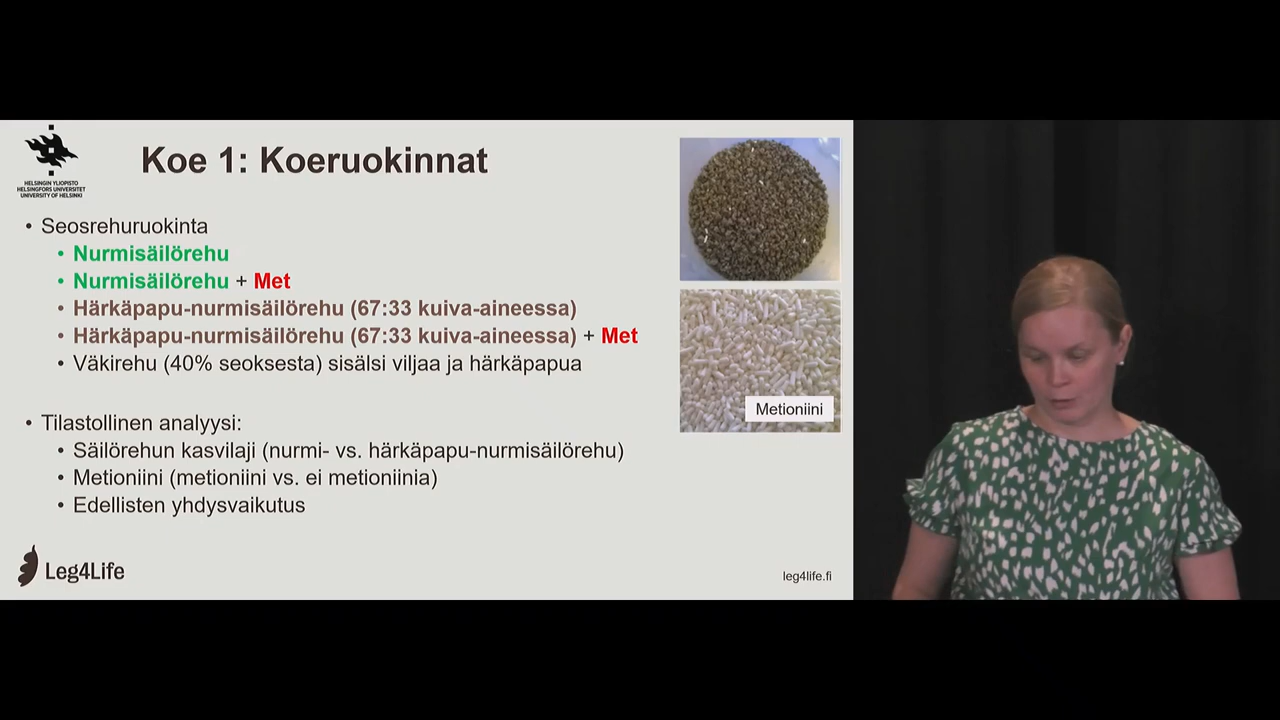 HELSINGIN YLIOPISTO
HELSINGFORS UNIVERSITET
UNIVERSITY OF HELSINKI
Koe 1: Koeruokinnat
• Seosrehuruokinta
• Nurmisäilörehu
• Nurmisäilörehu + Met
• Härkäpapu-nurmisäilörehu (67:33 kuiva-aineessa)
• Härkäpapu-nurmisäilörehu (67:33 kuiva-aineessa) + Met
• Väkirehu (40% seoksesta) sisälsi viljaa ja härkäpapua
• Tilastollinen analyysi:
• Säilörehun kasvilaji (nurmi- vs. härkäpapu-nurmisäilörehu)
• Metioniini (metioniini vs. ei metioniinia)
• Edellisten yhdysvaikutus
Metioniini
Leg4Life
leg4life.fi